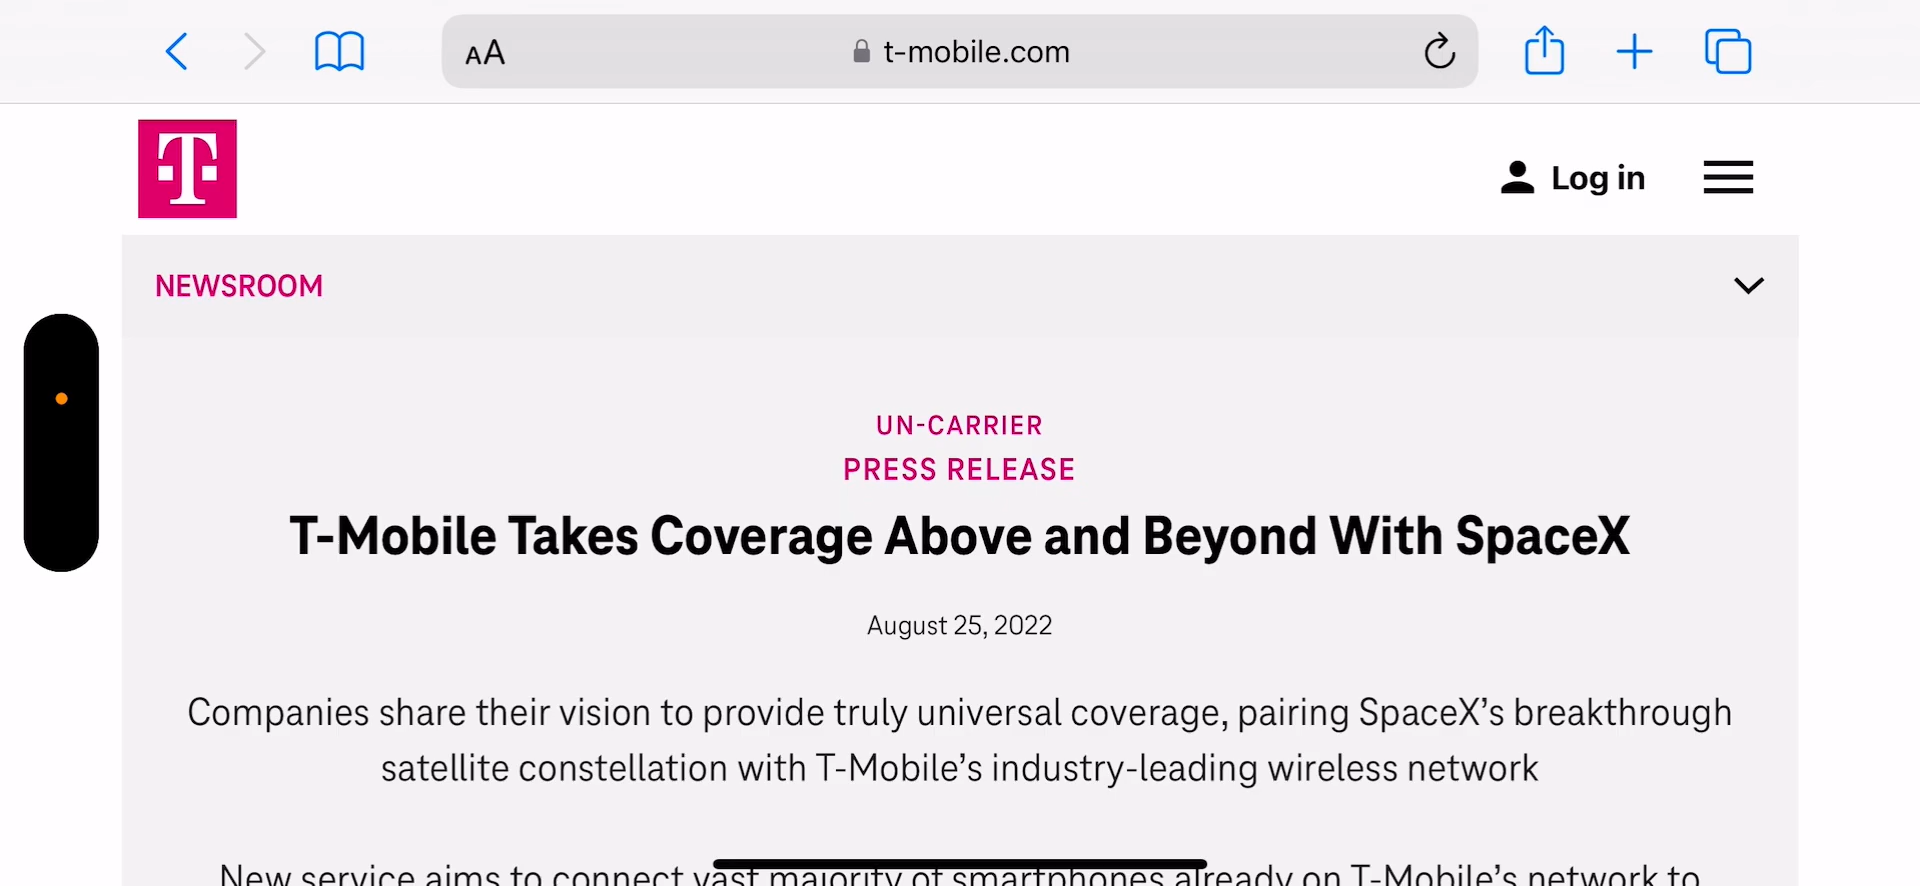 AA
t-mobile.com
T
Log in
NEWSROOM
UN-CARRIER
PRESS RELEASE
T-Mobile Takes Coverage Above and Beyond With SpaceX
August 25, 2022
Companies share their vision to provide truly universal coverage, pairing SpaceX’s breakthrough
satellite constellation with T-Mobile’s industry-leading wireless network
New service aims to connect vast majority of smartphones already on T-Mobile’s network to